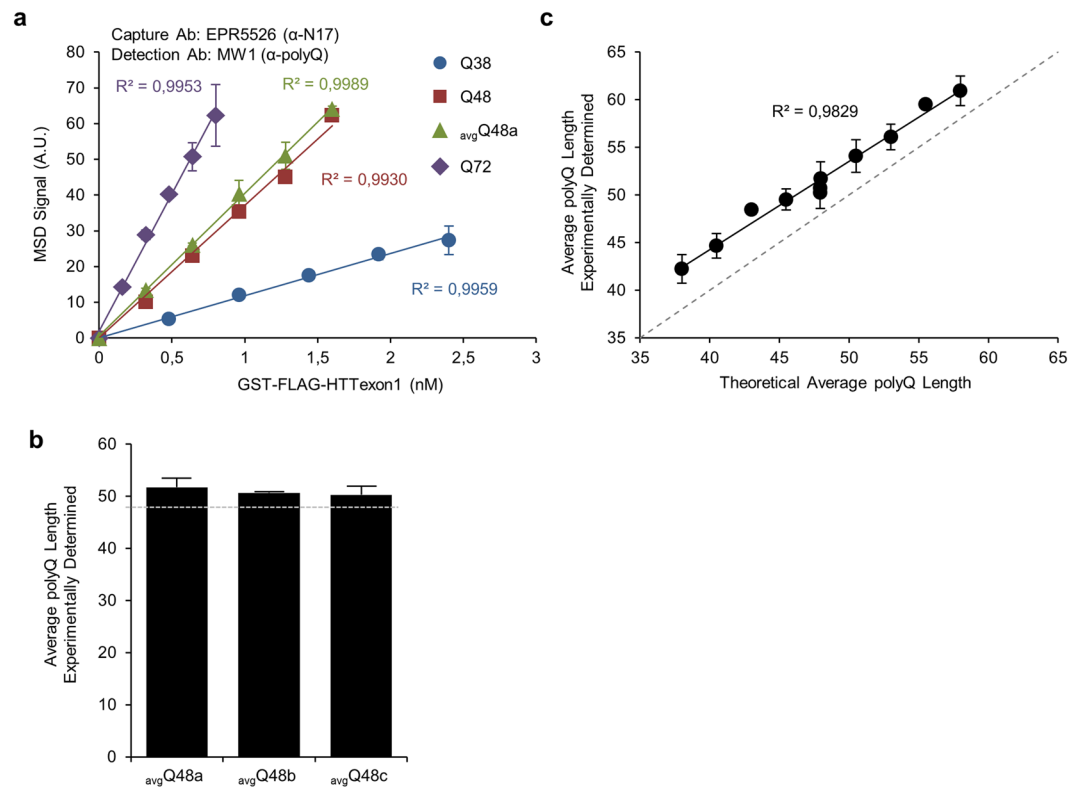 a
Capture Ab: EPR5526 (α-N17)
Detection Ab: MW1 (α-polyQ)
80
70
60
50
40
30
20
10
0
MSD Signal (A.U.)
R² = 0,9953
R² = 0,9989
R² = 0,9930
R² = 0,9959
Q38
Q48
avgQ48a
Q72
0
0,5
1
1,5
2
2,5
3
GST-FLAG-HTTexon1 (nM)
c
65
60
55
50
45
40
35
Average polyQ Length
Experimentally Determined
R² = 0,9829
35
40
45
50
55
60
65
Theoretical Average polyQ Length
b
60
50
40
30
20
10
0
Average polyQ Length
Experimentally Determined
avgQ48a
avgQ48b
avgQ48c